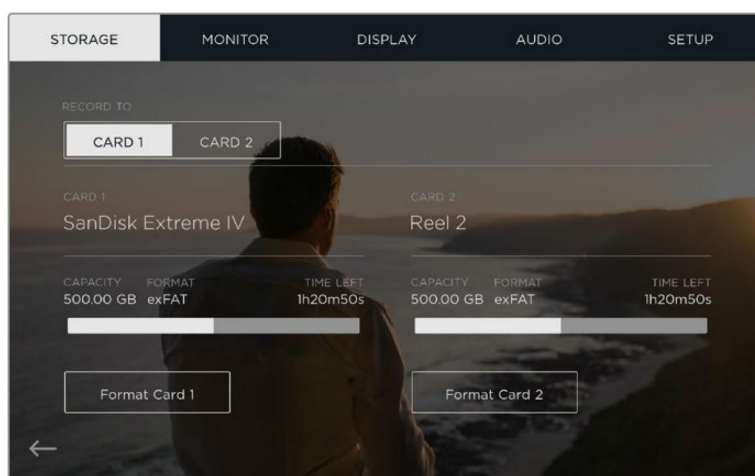 STORAGE MONITOR DISPLAY AUDIO SETUP
RECORD TO
CARD 1 CARD 2
CARD 1 CARD 2
SanDisk Extreme IV Reel 2
CAPACITY FORMAT TIME LEFT CAPACITY FORMAT TIME LEFT
500.00 GB exFAT 1h20m50s 500.00 GB exFAT 1h20m50s
Format Card 1 Format Card 2